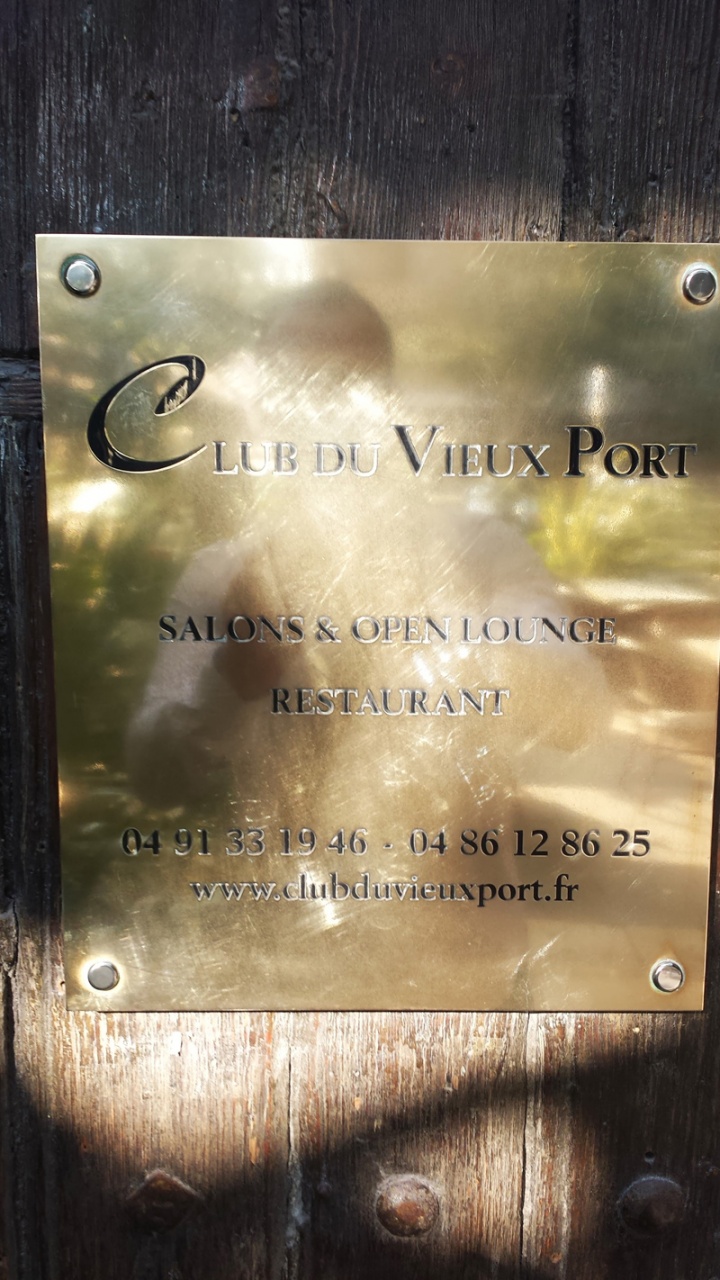 Club du Vieux Port
SALONS & OPEN LOUNGE
RESTAURANT
04 91 33 19 46 - 04 86 12 86 25
www.clubduvieuxport.fr